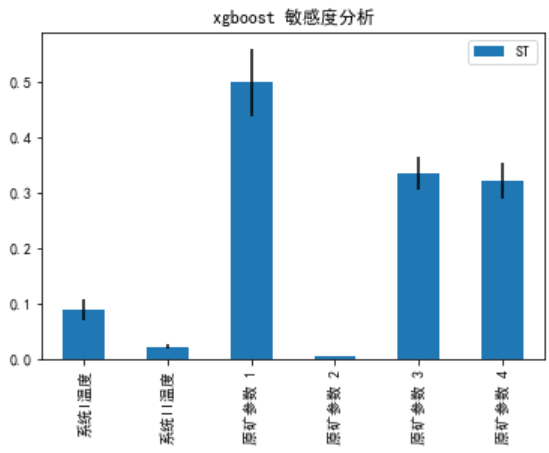 xgboost 敏感度分析
ST
0.5
0.4
0.3
0.2
0.1
0.0
系统I温度
系统II温度
原矿参数 1
原矿参数 2
原矿参数 3
原矿参数 4